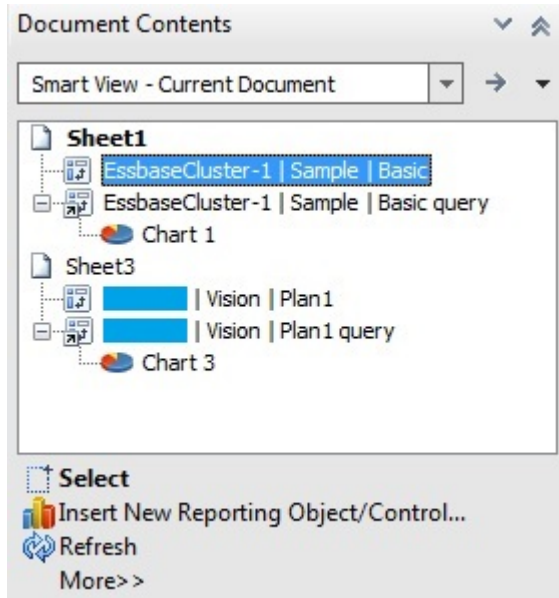 Document Contents
Smart View - Current Document
Sheet1
EssbaseCluster-1 | Sample | Basic
EssbaseCluster-1 | Sample | Basic query
Chart 1
Sheet3
| Vision | Plan1
| Vision | Plan1 query
Chart 3
Select
Insert New Reporting Object/Control...
Refresh
More>>